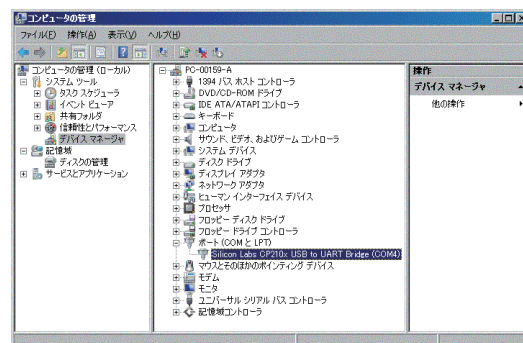 コンピュータの管理
ファイル(F) 操作(A) 表示(V) ヘルプ(H)
コンピュータの管理 (ローカル)
システム ツール
タスク スケジューラ
イベント ビューア
共有フォルダ
信頼性とパフォーマンス
デバイス マネージャ
記憶域
ディスクの管理
サービスとアプリケーション
PC-00159-A
1394 バス ホスト コントローラ
DVD/CD-ROM ドライブ
IDE ATA/ATAPI コントローラ
キーボード
コンピュータ
サウンド、ビデオ、およびゲーム コントローラ
システム デバイス
ディスク ドライブ
ディスプレイ アダプタ
ネットワーク アダプタ
ヒューマン インターフェイス デバイス
プロセッサ
フロッピー ディスク ドライブ
フロッピー ドライブ コントローラ
ポート (COM と LPT)
Silicon Labs CP210x USB to UART Bridge (COM4)
マウスとそのほかのポインティング デバイス
モデム
モニタ
ユニバーサル シリアル バス コントローラ
記憶域コントローラ
操作
デバイス マネージャ
他の操作